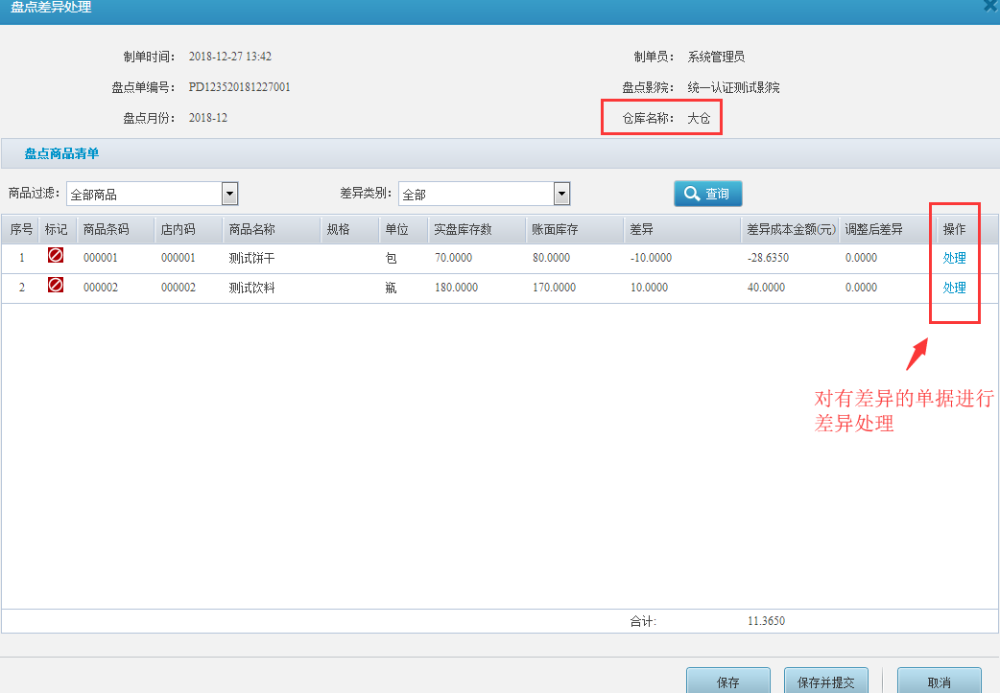 盘点差异处理
制单时间： 2018-12-27 13:42 制单员： 系统管理员
盘点单编号： PD123520181227001 盘点影院： 统一认证测试影院
盘点月份： 2018-12 仓库名称： 大仓
盘点商品清单
商品过滤： 全部商品 差异类别： 全部 查询
序号 标记 商品条码 店内码 商品名称 规格 单位 实盘库存数 账面库存 差异 差异成本金额(元) 调整后差异 操作
1 000001 000001 测试饼干 包 70.0000 80.0000 -10.0000 -28.6350 0.0000 处理
2 000002 000002 测试饮料 瓶 180.0000 170.0000 10.0000 40.0000 0.0000 处理
对有差异的单据进行
差异处理
合计: 11.3650
保存 保存并提交 取消